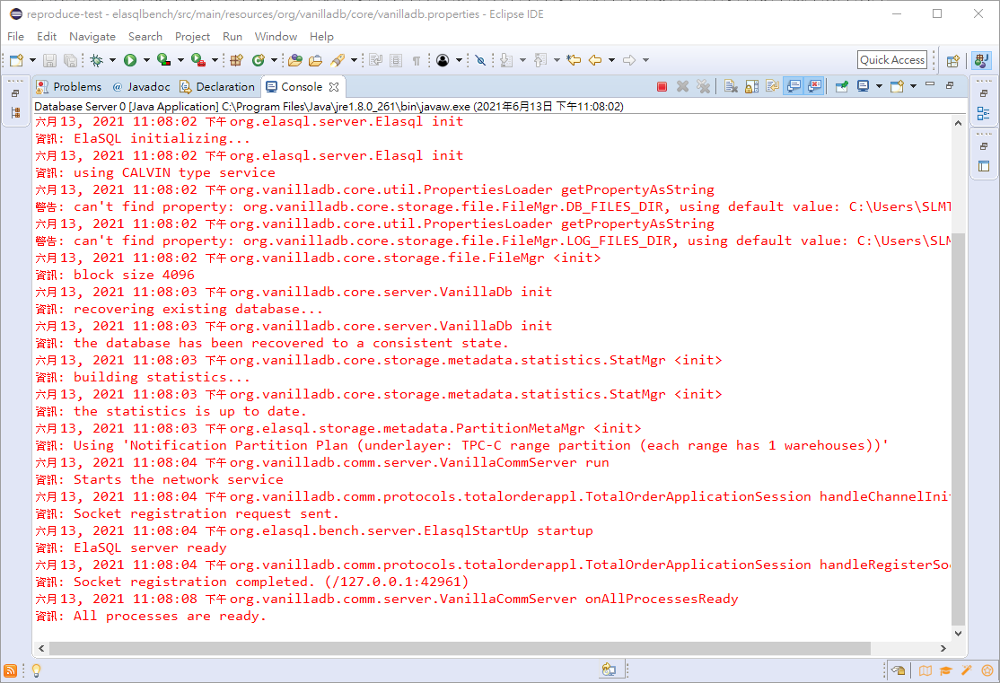 reproduce-test - elasqlbench/src/main/resources/org/vanilladb/core/vanilladb.properties - Eclipse IDE
File Edit Navigate Search Project Run Window Help
Quick Access
Problems @ Javadoc Declaration Console
Database Server 0 [Java Application] C:\Program Files\Java\jre1.8.0_261\bin\javaw.exe (2021年6月13日 下午11:08:02)
六月 13, 2021 11:08:02 下午 org.elasql.server.Elasql init
資訊: ElaSQL initializing...
六月 13, 2021 11:08:02 下午 org.elasql.server.Elasql init
資訊: using CALVIN type service
六月 13, 2021 11:08:02 下午 org.vanilladb.core.util.PropertiesLoader getPropertyAsString
警告: can't find property: org.vanilladb.core.storage.file.FileMgr.DB_FILES_DIR, using default value: C:\Users\SLMT
六月 13, 2021 11:08:02 下午 org.vanilladb.core.util.PropertiesLoader getPropertyAsString
警告: can't find property: org.vanilladb.core.storage.file.FileMgr.LOG_FILES_DIR, using default value: C:\Users\SLM
六月 13, 2021 11:08:02 下午 org.vanilladb.core.storage.file.FileMgr <init>
資訊: block size 4096
六月 13, 2021 11:08:03 下午 org.vanilladb.core.server.VanillaDb init
資訊: recovering existing database...
六月 13, 2021 11:08:03 下午 org.vanilladb.core.server.VanillaDb init
資訊: the database has been recovered to a consistent state.
六月 13, 2021 11:08:03 下午 org.vanilladb.core.storage.metadata.statistics.StatMgr <init>
資訊: building statistics...
六月 13, 2021 11:08:03 下午 org.vanilladb.core.storage.metadata.statistics.StatMgr <init>
資訊: the statistics is up to date.
六月 13, 2021 11:08:03 下午 org.elasql.storage.metadata.PartitionMetaMgr <init>
資訊: Using 'Notification Partition Plan (underlayer: TPC-C range partition (each range has 1 warehouses))'
六月 13, 2021 11:08:04 下午 org.vanilladb.comm.server.VanillaCommServer run
資訊: Starts the network service
六月 13, 2021 11:08:04 下午 org.vanilladb.comm.protocols.totalorderappl.TotalOrderApplicationSession handleChannelInit
資訊: Socket registration request sent.
六月 13, 2021 11:08:04 下午 org.elasql.bench.server.ElasqlStartUp startup
資訊: ElaSQL server ready
六月 13, 2021 11:08:04 下午 org.vanilladb.comm.protocols.totalorderappl.TotalOrderApplicationSession handleRegisterSoc
資訊: Socket registration completed. (/127.0.0.1:42961)
六月 13, 2021 11:08:08 下午 org.vanilladb.comm.server.VanillaCommServer onAllProcessesReady
資訊: All processes are ready.